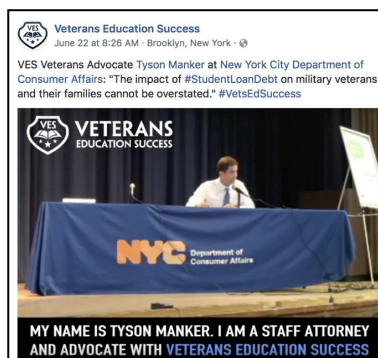 Veterans Education Success
June 22 at 8:26 AM · Brooklyn, New York ·
VES Veterans Advocate Tyson Manker at New York City Department of
Consumer Affairs: "The impact of #StudentLoanDebt on military veterans
and their families cannot be overstated." #VetsEdSuccess
VES
VETERANS
EDUCATION SUCCESS
NYC Department of
Consumer Affairs
MY NAME IS TYSON MANKER. I AM A STAFF ATTORNEY
AND ADVOCATE WITH VETERANS EDUCATION SUCCESS